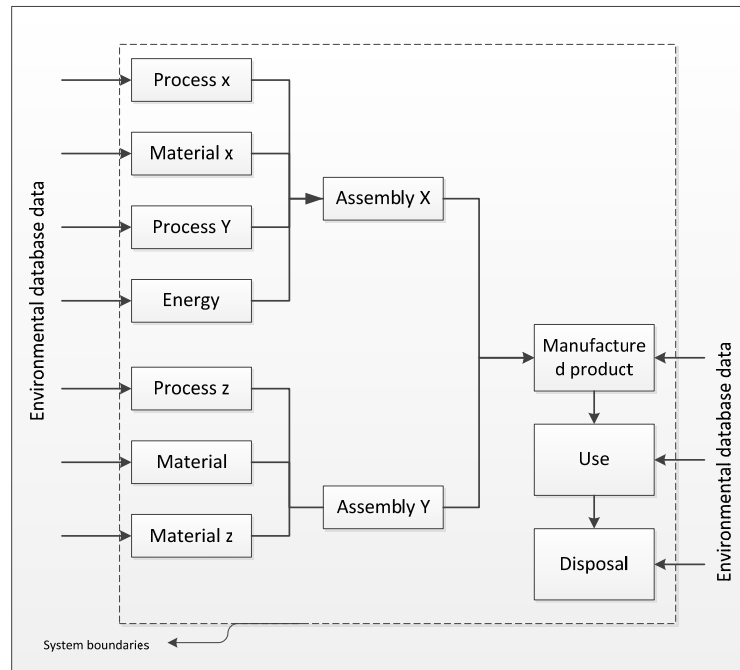 Environmental database data
Process x
Material x
Process Y
Energy
Process z
Material
Material z
Assembly X
Assembly Y
Manufacture
d product
Use
Disposal
Environmental database data
System boundaries